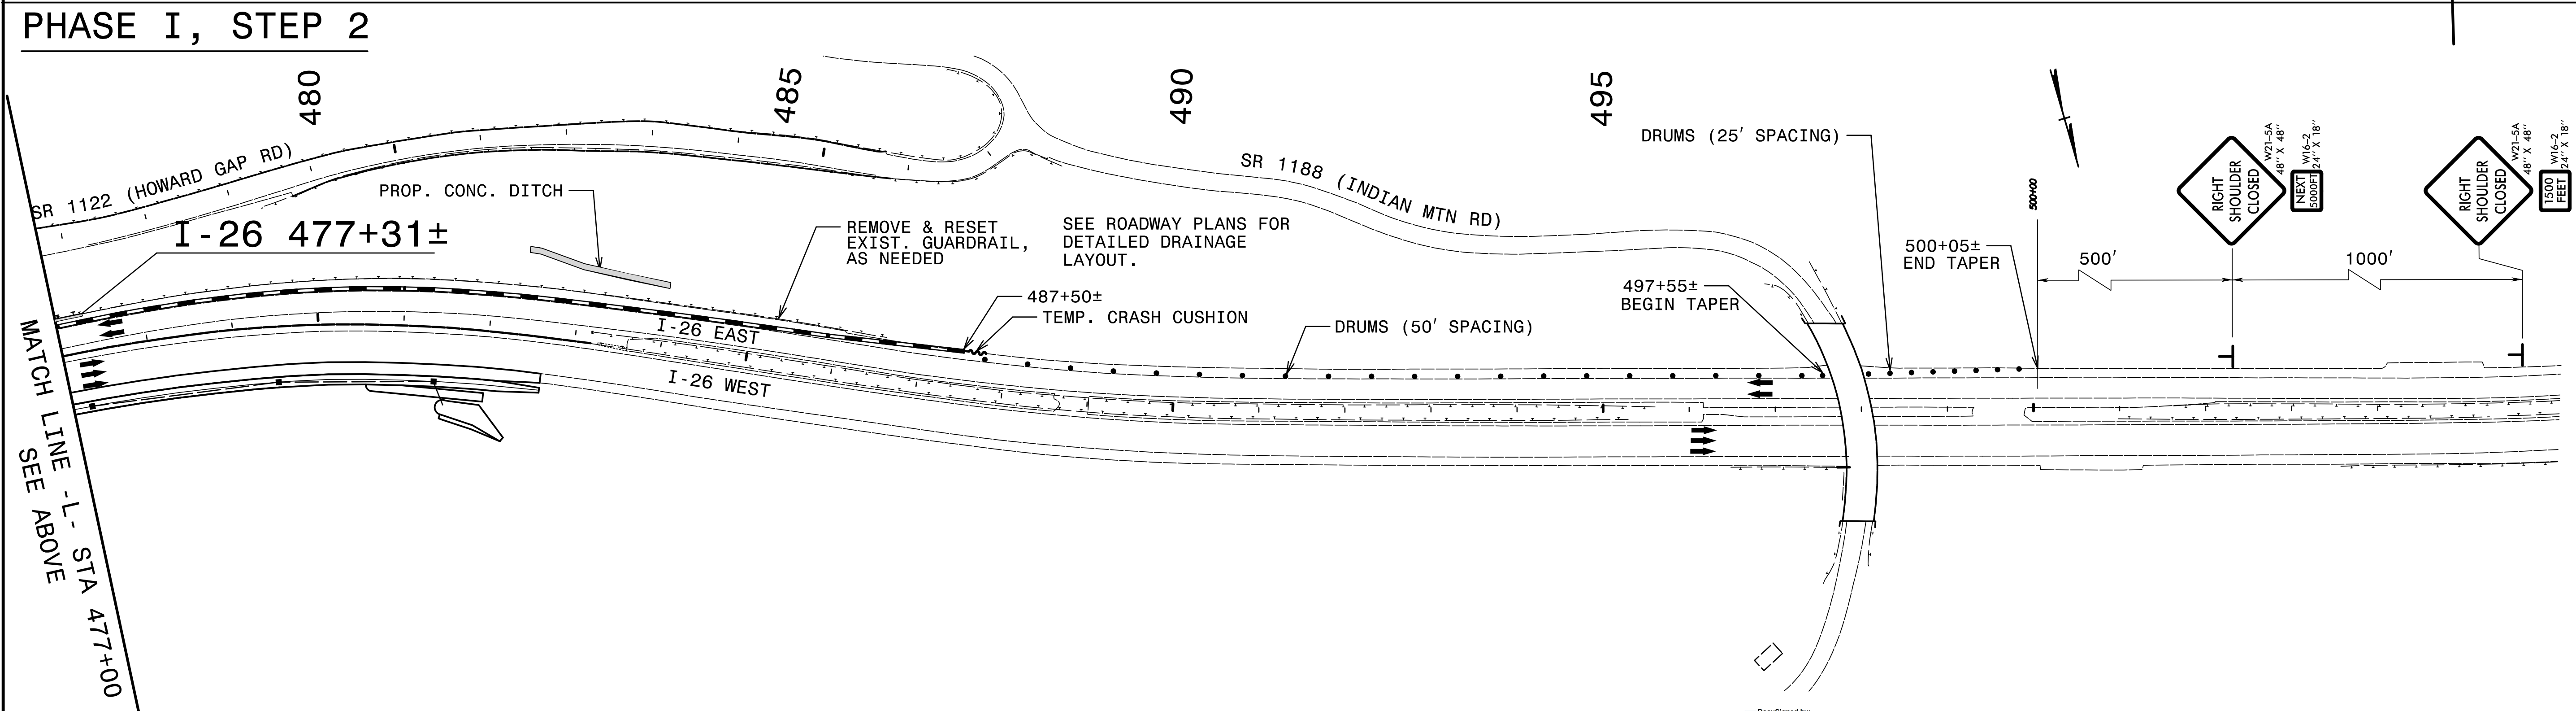 PHASE I, STEP 2
480
485
490
495
SR 1122 (HOWARD GAP RD)
PROP. CONC. DITCH
I-26 477+31±
REMOVE & RESET
EXIST. GUARDRAIL,
AS NEEDED
SEE ROADWAY PLANS FOR
DETAILED DRAINAGE
LAYOUT.
SR 1188 (INDIAN MTN RD)
DRUMS (25' SPACING)
500+00
RIGHT
SHOULDER
CLOSED
W21-5A
48" X 48"
W16-2
24" X 18"
NEXT
5000FT
RIGHT
SHOULDER
CLOSED
W21-5A
48" X 48"
W16-2
24" X 18"
1500
FEET
500+05±
END TAPER
500'
1000'
497+55±
BEGIN TAPER
487+50±
TEMP. CRASH CUSHION
DRUMS (50' SPACING)
I-26 EAST
I-26 WEST
MATCH LINE -L- STA 477+00
SEE ABOVE